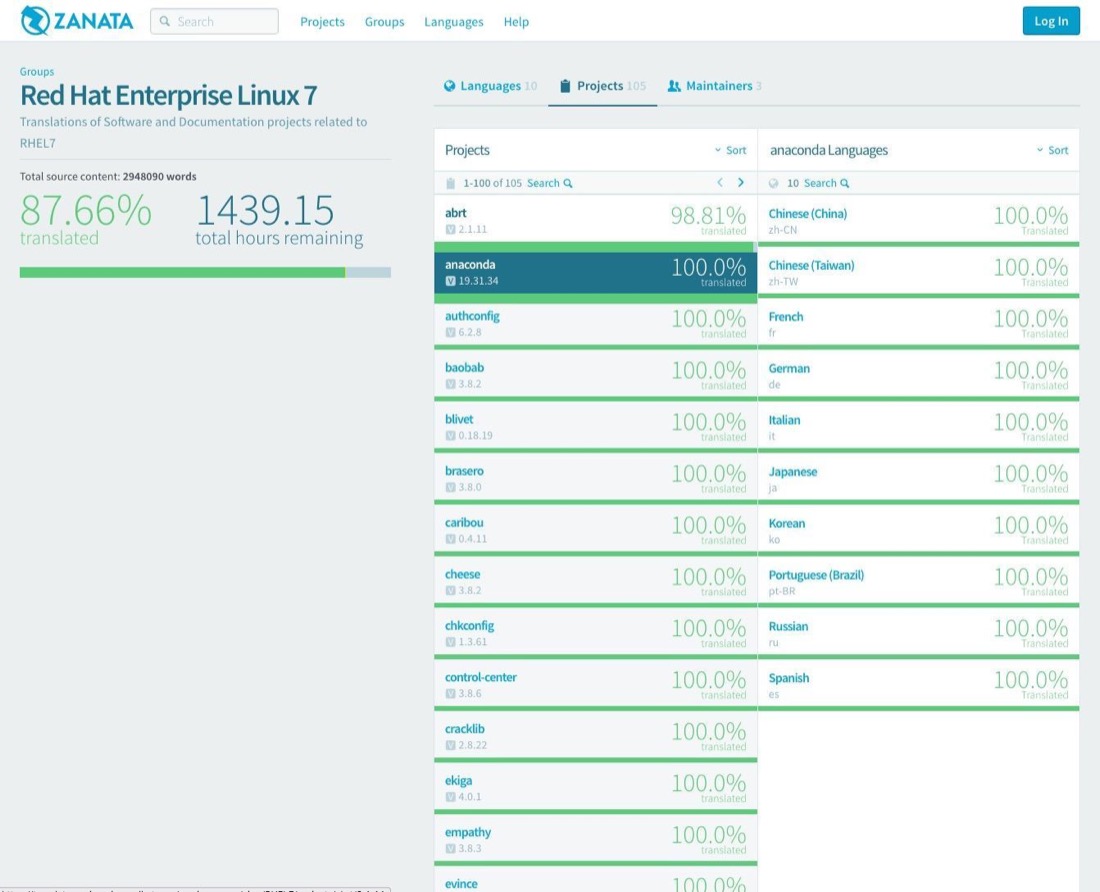 ZANATA
Search
Projects
Groups
Languages
Help
Log In
Groups
Red Hat Enterprise Linux 7
Translations of Software and Documentation projects related to
RHEL7
Total source content: 2948090 words
87.66%
translated
1439.15
total hours remaining
Languages 10
Projects 105
Maintainers 3
Projects
Sort
1-100 of 105 Search
abrt
98.81%
V 2.1.11
translated
anaconda
100.0%
V 19.31.34
translated
authconfig
100.0%
V 6.2.8
translated
baobab
100.0%
V 3.8.2
translated
blivet
100.0%
V 0.18.19
translated
brasero
100.0%
V 3.8.0
translated
caribou
100.0%
V 0.4.11
translated
cheese
100.0%
V 3.8.2
translated
chkconfig
100.0%
V 1.3.61
translated
control-center
100.0%
V 3.8.6
translated
cracklib
100.0%
V 2.8.22
translated
ekiga
100.0%
V 4.0.1
translated
empathy
100.0%
V 3.8.3
translated
evince
100.0%
anaconda Languages
Sort
10 Search
Chinese (China)
100.0%
zh-CN
Translated
Chinese (Taiwan)
100.0%
zh-TW
Translated
French
100.0%
fr
Translated
German
100.0%
de
Translated
Italian
100.0%
it
Translated
Japanese
100.0%
ja
Translated
Korean
100.0%
ko
Translated
Portuguese (Brazil)
100.0%
pt-BR
Translated
Russian
100.0%
ru
Translated
Spanish
100.0%
es
Translated